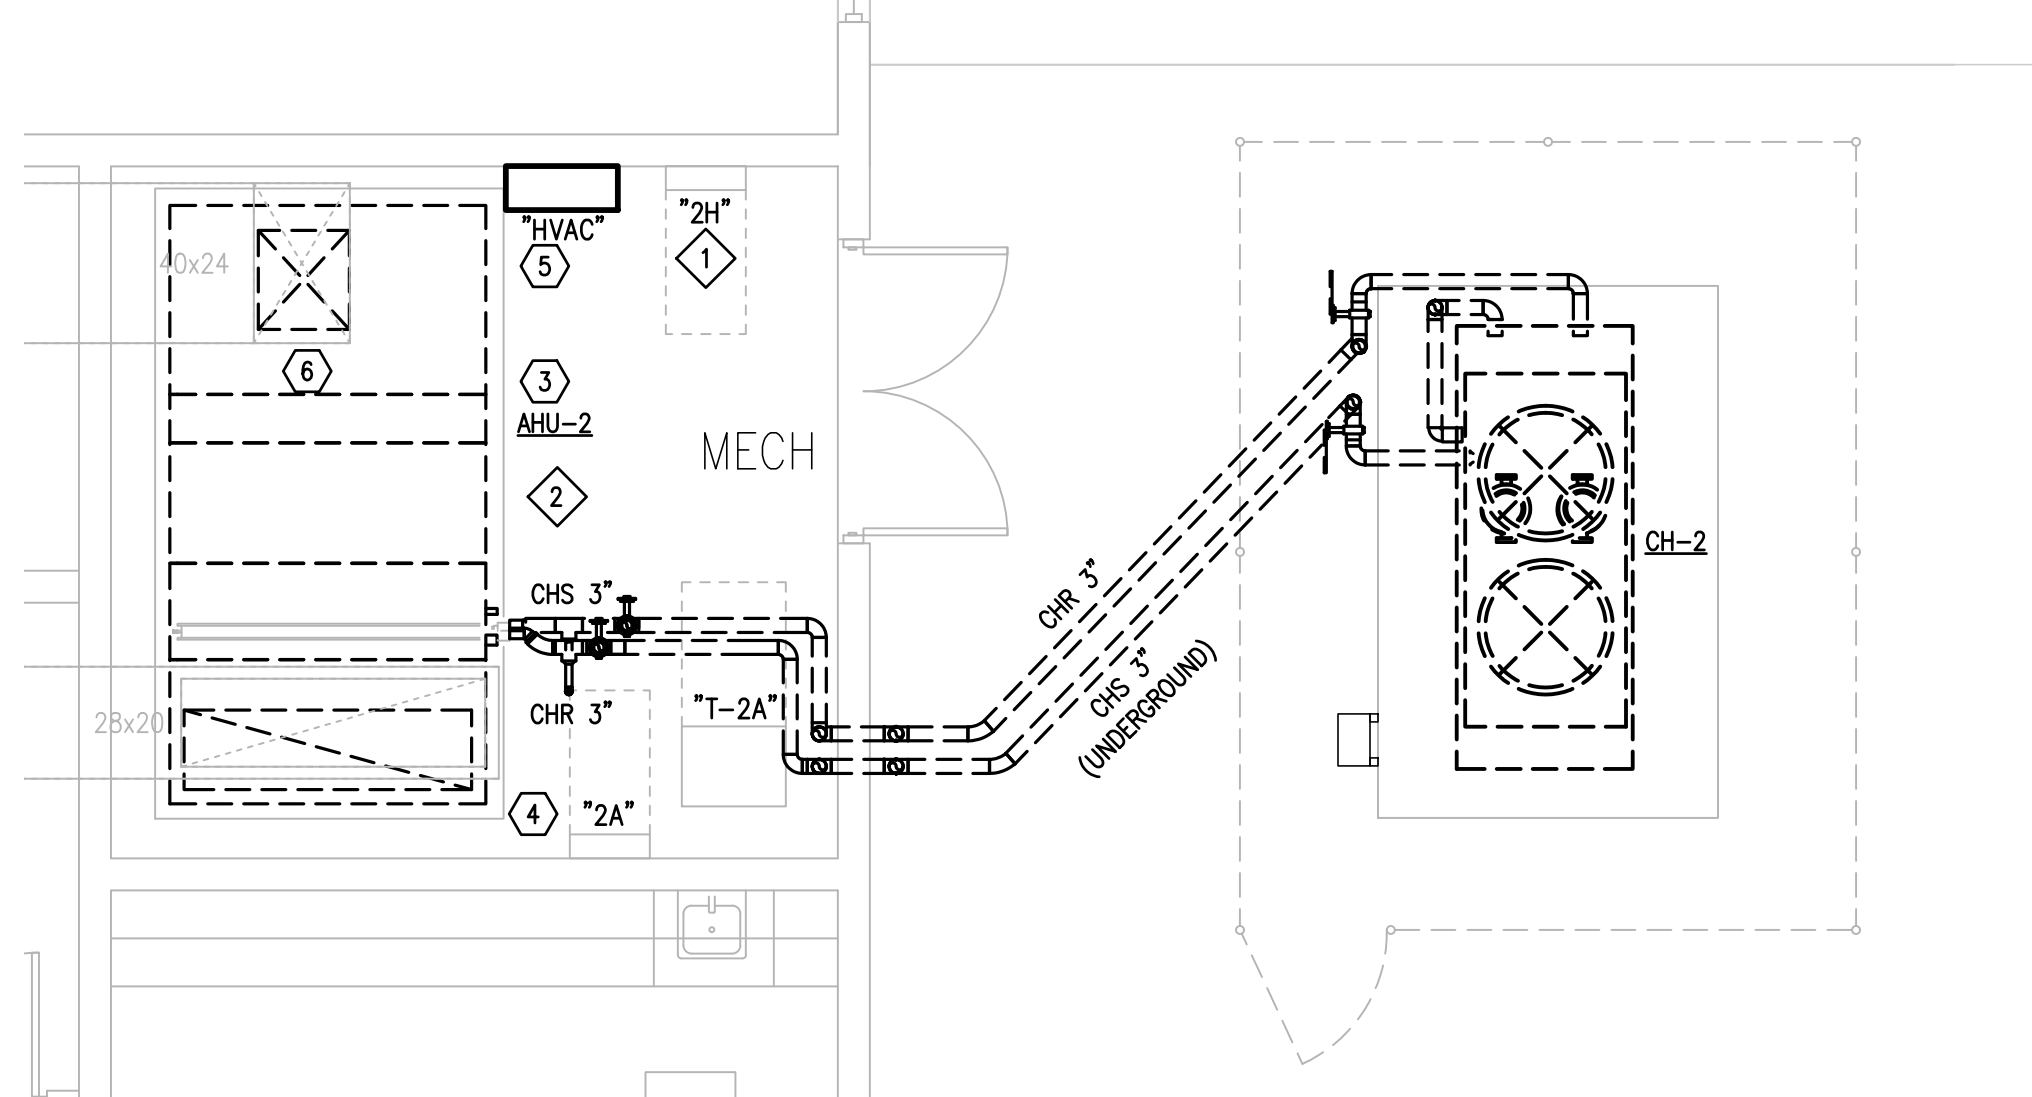 "2H"
"HVAC"
1
5
40x24
6
3
AHU-2
MECH
2
CH-2
CHS 3"
CHR 3"
CHS 3"
(UNDERGROUND)
"T-2A"
CHR 3"
28x20
4
"2A"